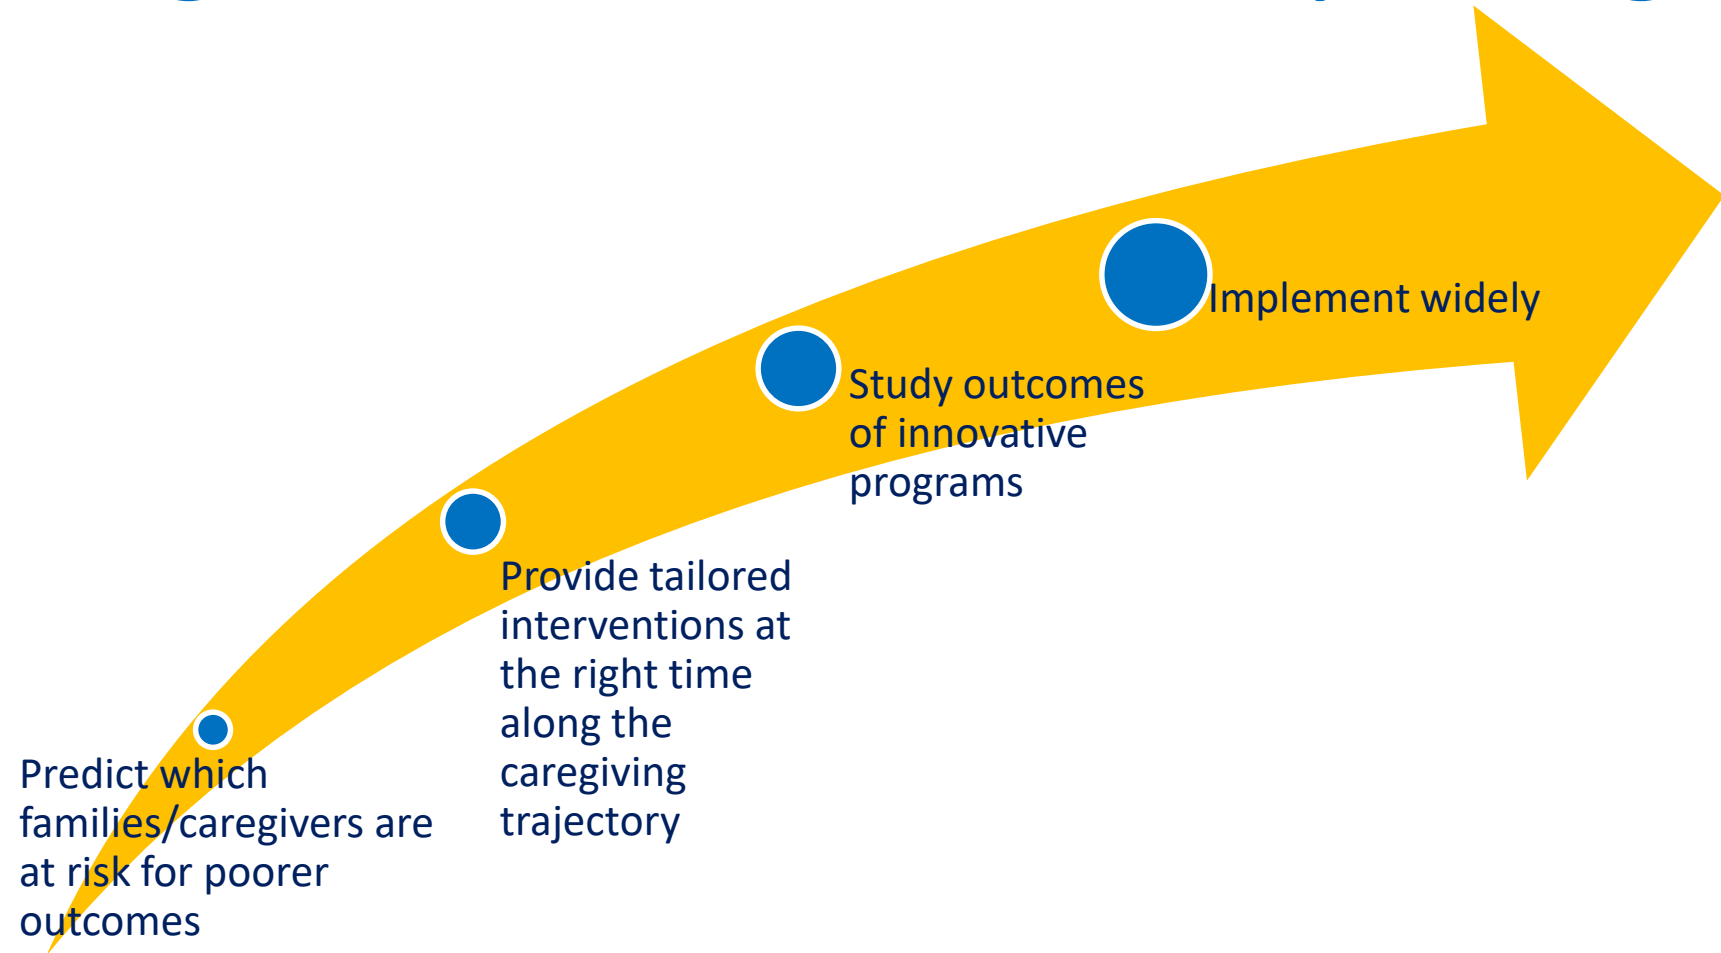 Predict which
families/caregivers are
at risk for poorer
outcomes
Provide tailored
interventions at
the right time
along the
caregiving
trajectory
Study outcomes
of innovative
programs
Implement widely